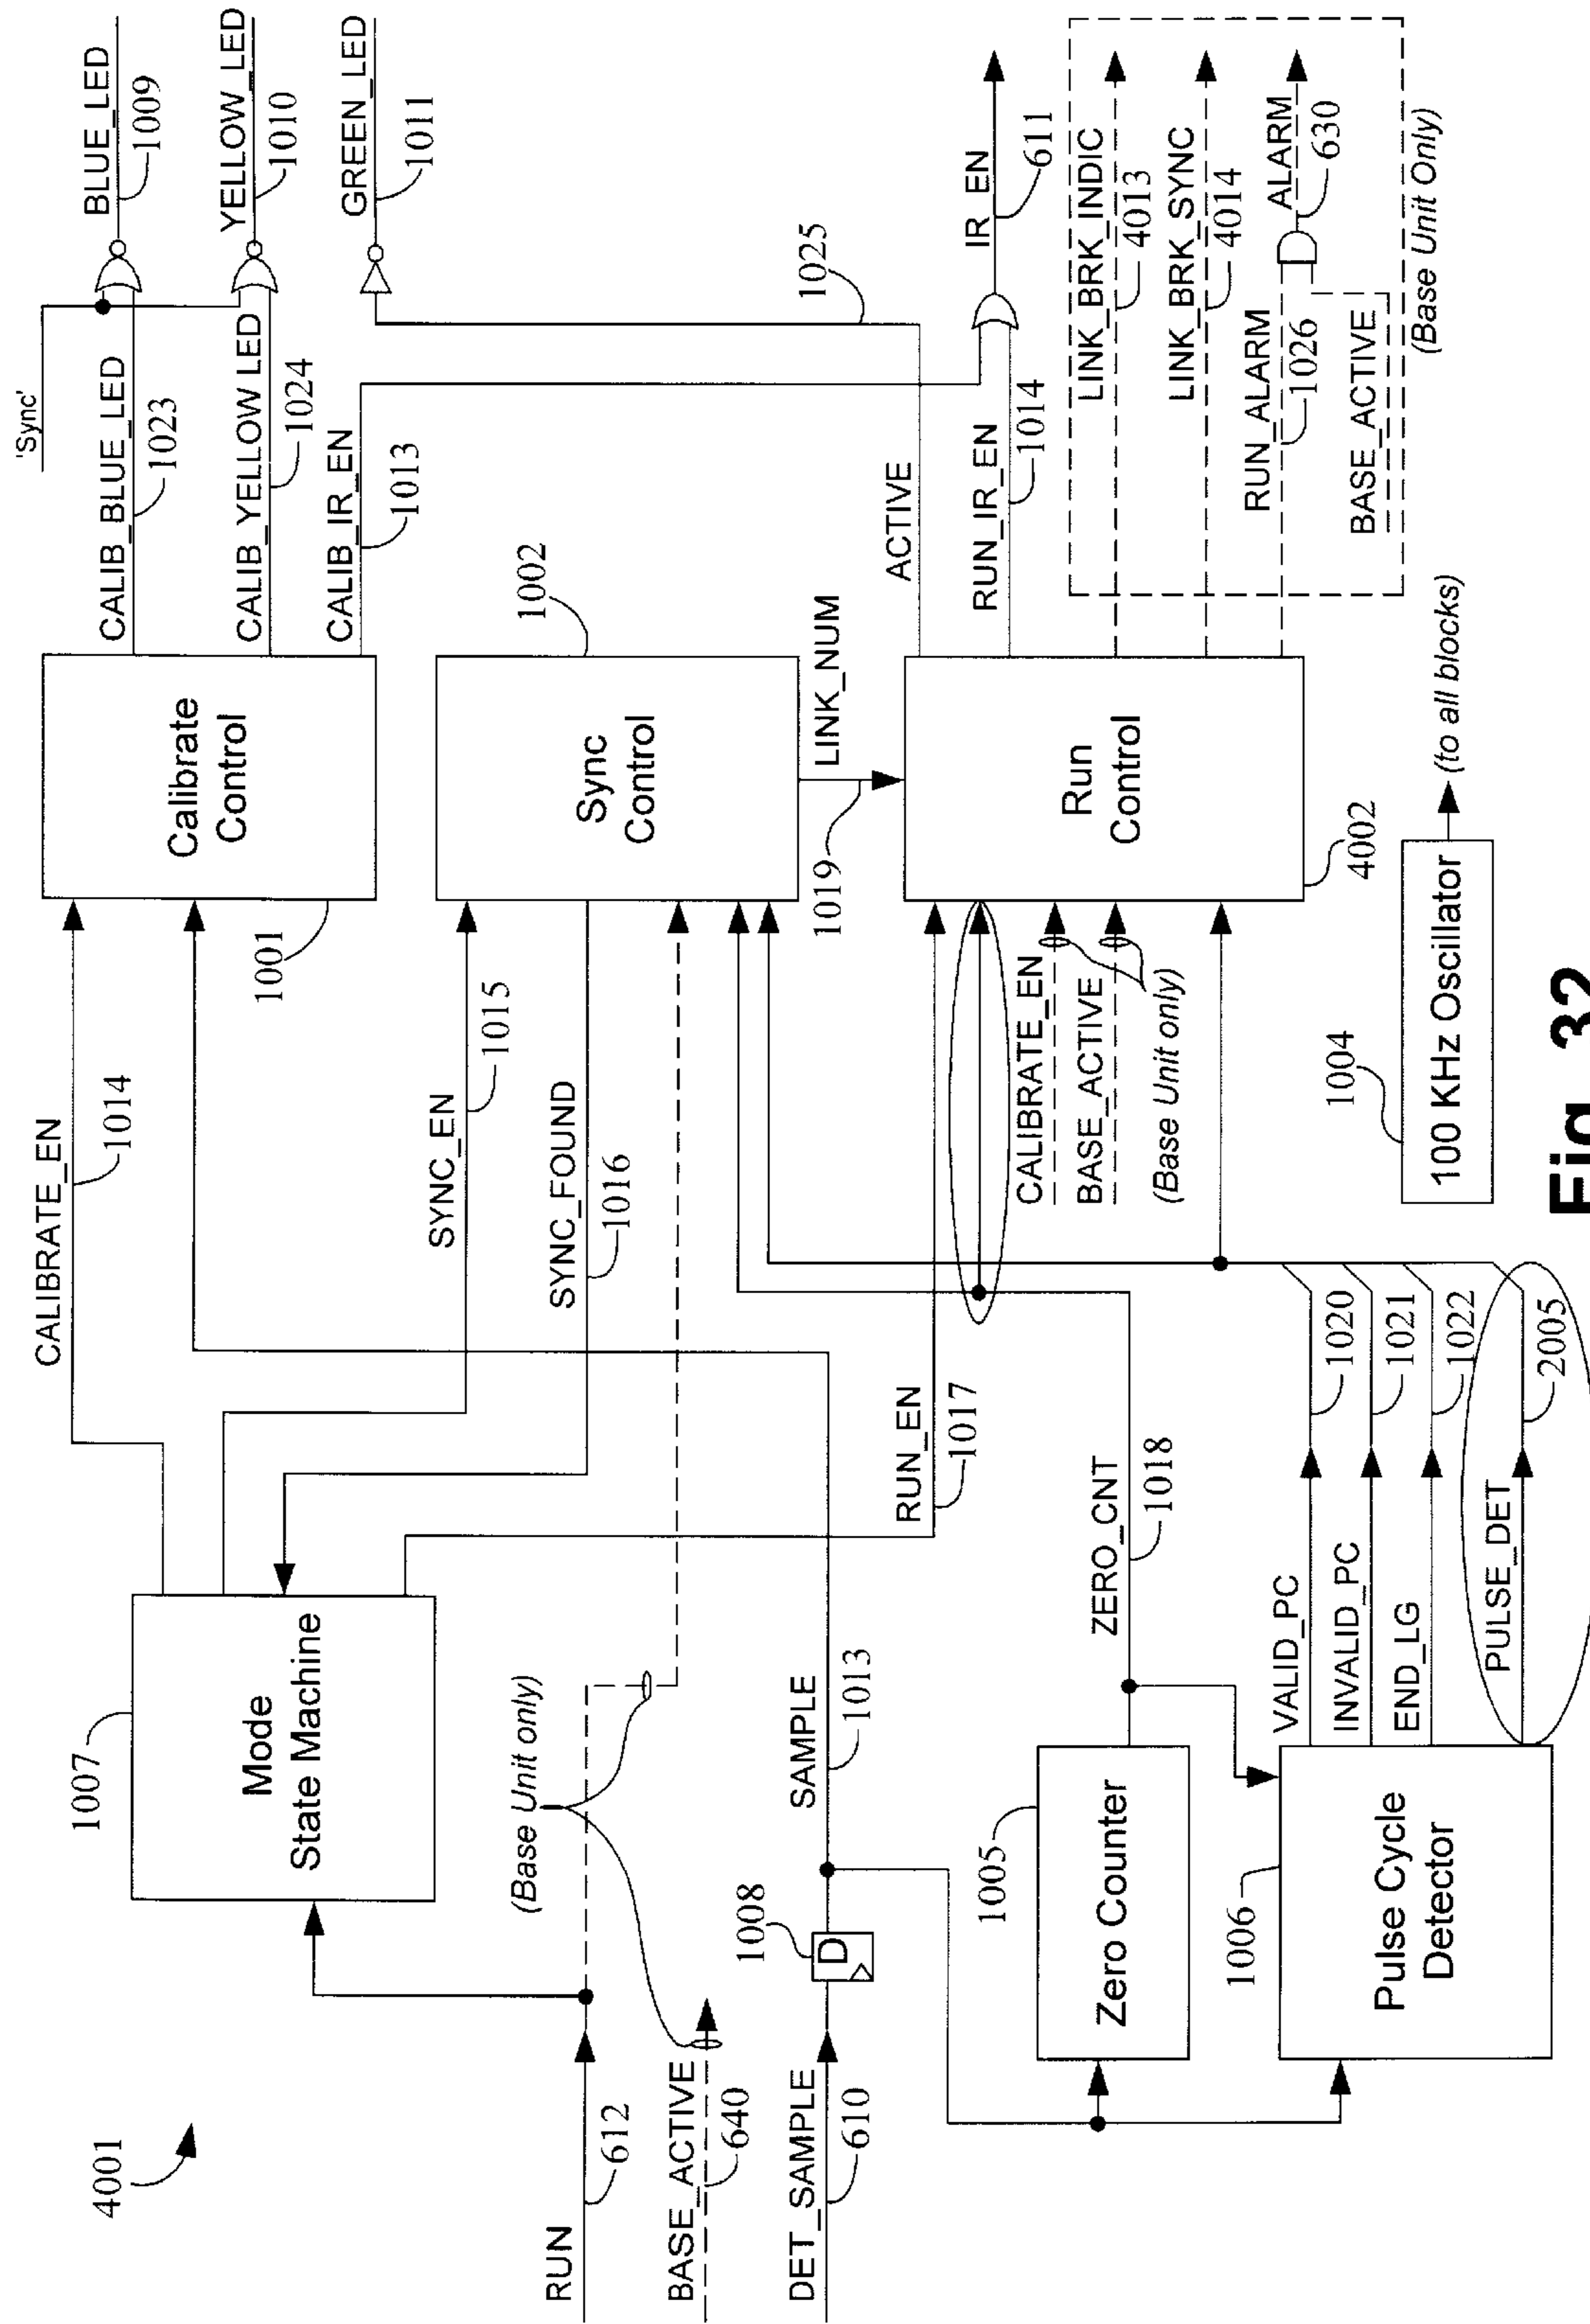 4001
RUN
612
BASE_ACTIVE
640
DET_SAMPLE
610
1007
Mode
State Machine
(Base Unit only)
1008
D
SAMPLE
1013
1005
Zero Counter
1006
Pulse Cycle
Detector
ZERO_CNT
1018
VALID_PC
1020
INVALID_PC
1021
END_LG
1022
PULSE_DET
2005
CALIBRATE_EN
1014
SYNC_EN
1015
SYNC_FOUND
1016
RUN_EN
1017
CALIBRATE_EN
BASE_ACTIVE
(Base Unit only)
1004
100 KHz Oscillator
(to all blocks)
1001
Calibrate
Control
1002
Sync
Control
1019
LINK_NUM
Run
Control
4002
'Sync'
CALIB_BLUE_LED
1023
CALIB_YELLOW LED
1024
CALIB_IR_EN
1013
BLUE_LED
1009
YELLOW_LED
1010
GREEN_LED
1011
1025
ACTIVE
RUN_IR_EN
1014
IR_EN
611
LINK_BRK_INDIC
4013
LINK_BRK_SYNC
4014
RUN_ALARM
1026
ALARM
630
BASE_ACTIVE
(Base Unit Only)
Fig. 32